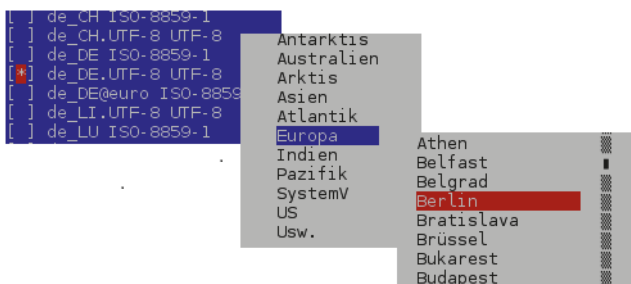 [ ] de_CH ISO-8859-1
[ ] de_CH.UTF-8 UTF-8
[ ] de_DE ISO-8859-1
[*] de_DE.UTF-8 UTF-8
[ ] de_DE@euro ISO-8859
[ ] de_LI.UTF-8 UTF-8
[ ] de_LU ISO-8859-1
Antarktis
Australien
Arktis
Asien
Atlantik
Europa
Indien
Pazifik
SystemV
US
Usw.
Athen
Belfast
Belgrad
Berlin
Bratislava
Brüssel
Bukarest
Budapest